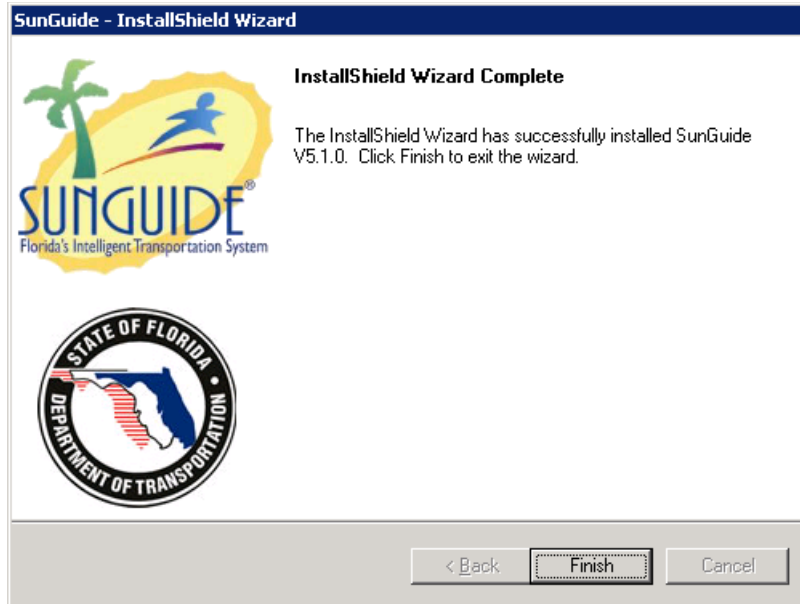 SunGuide - InstallShield Wizard
InstallShield Wizard Complete
The InstallShield Wizard has successfully installed SunGuide
V5.1.0. Click Finish to exit the wizard.
SUNGUIDE®
Florida's Intelligent Transportation System
STATE OF FLORIDA
DEPARTMENT OF TRANSPORTATION
< Back
Finish
Cancel